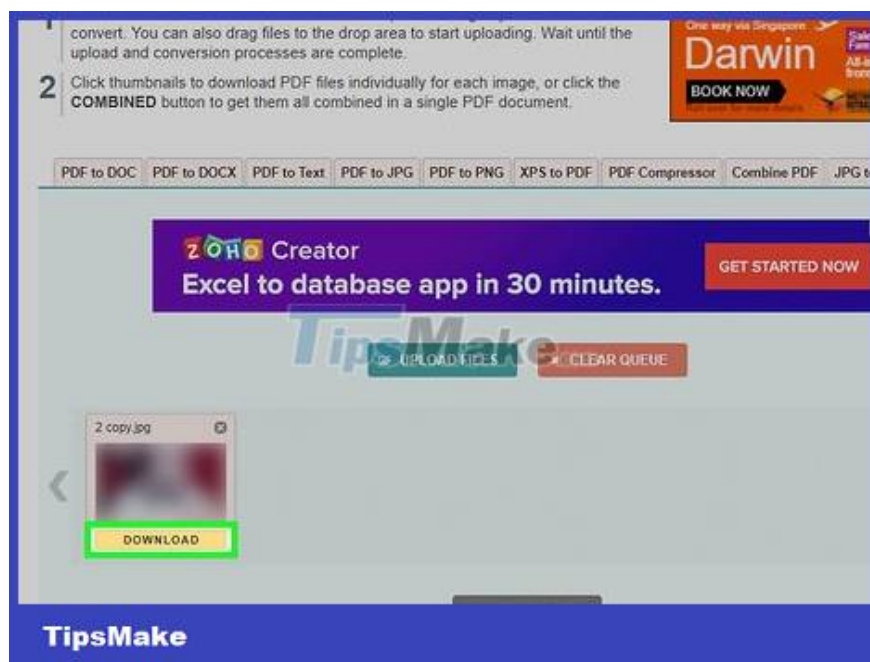 convert. You can also drag files to the drop area to start uploading. Wait until the
upload and conversion processes are complete.
2 Click thumbnails to download PDF files individually for each image, or click the
COMBINED button to get them all combined in a single PDF document.
One way via Singapore
Darwin
BOOK NOW
PDF to DOC PDF to DOCX PDF to Text PDF to JPG PDF to PNG XPS to PDF PDF Compressor Combine PDF JPG t
ZOHO Creator
Excel to database app in 30 minutes.
GET STARTED NOW
TipsMake
UPLOAD FILES CLEAR QUEUE
2 copy.jpg
DOWNLOAD
TipsMake